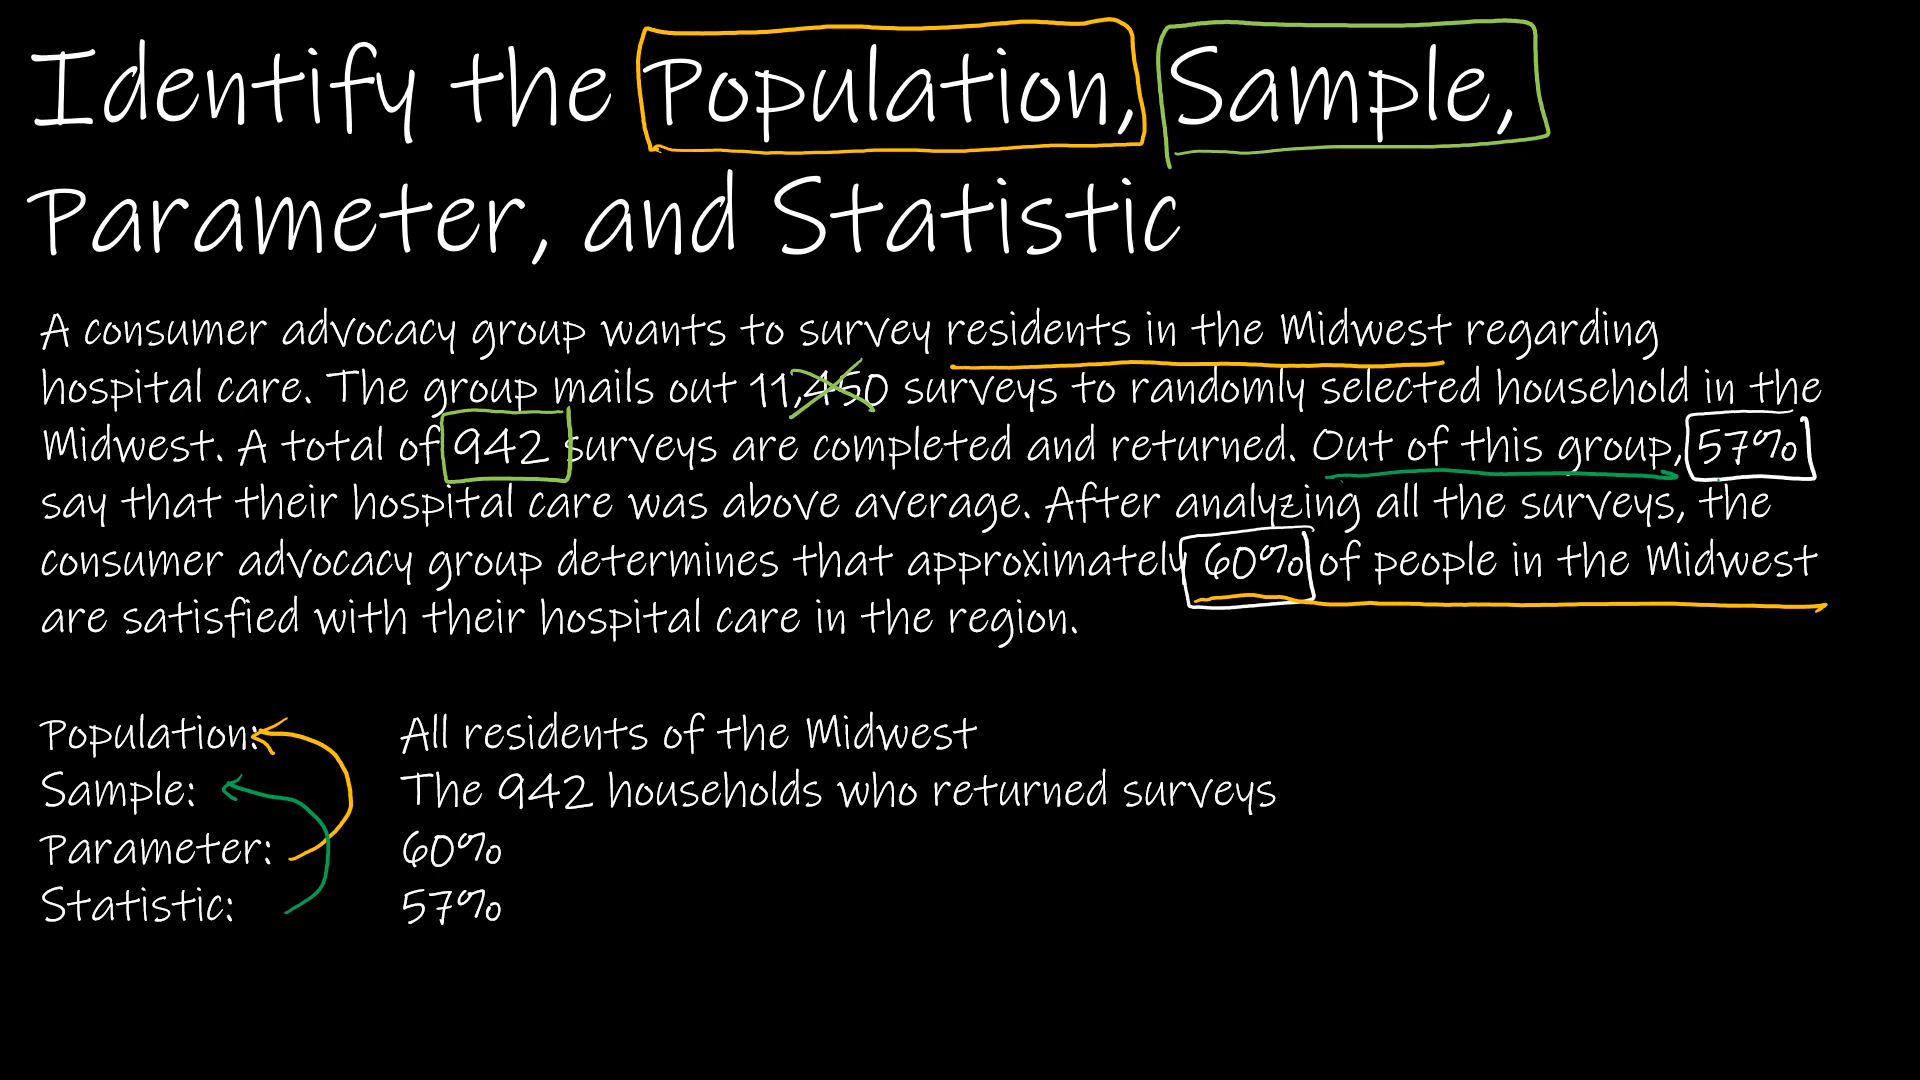 Identify the Population, Sample,
Parameter, and Statistic
A consumer advocacy group wants to survey residents in the Midwest regarding
hospital care. The group mails out 11,450 surveys to randomly selected household in the
Midwest. A total of 942 surveys are completed and returned. Out of this group, 57%
say that their hospital care was above average. After analyzing all the surveys, the
consumer advocacy group determines that approximately 60% of people in the Midwest
are satisfied with their hospital care in the region.
Population: All residents of the Midwest
Sample: The 942 households who returned surveys
Parameter: 60%
Statistic: 57%